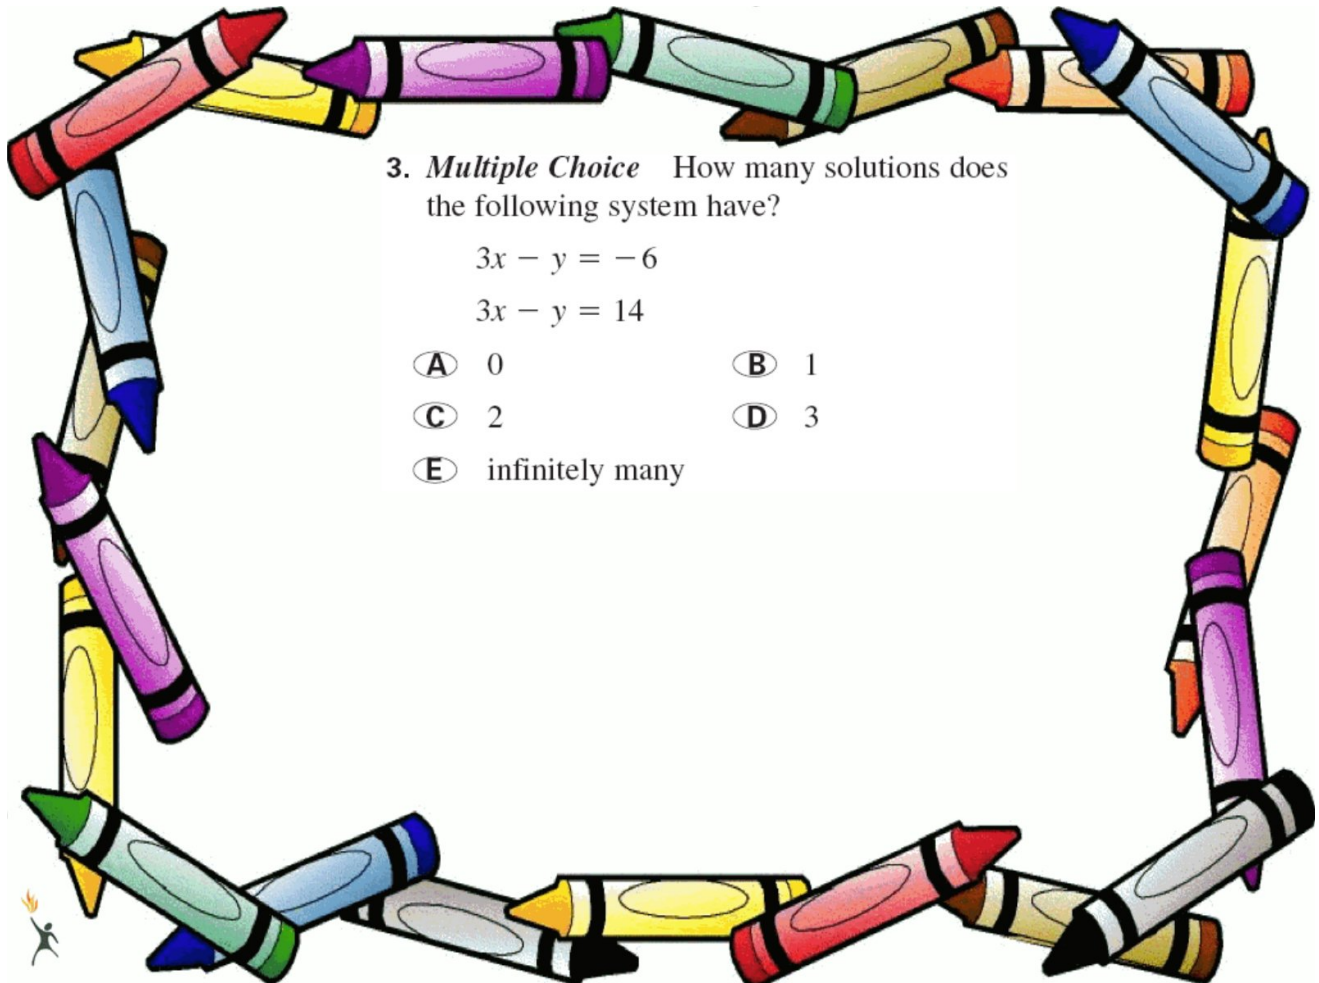 3. Multiple Choice How many solutions does
the following system have?
3x − y = −6
3x − y = 14
A 0 B 1
C 2 D 3
E infinitely many